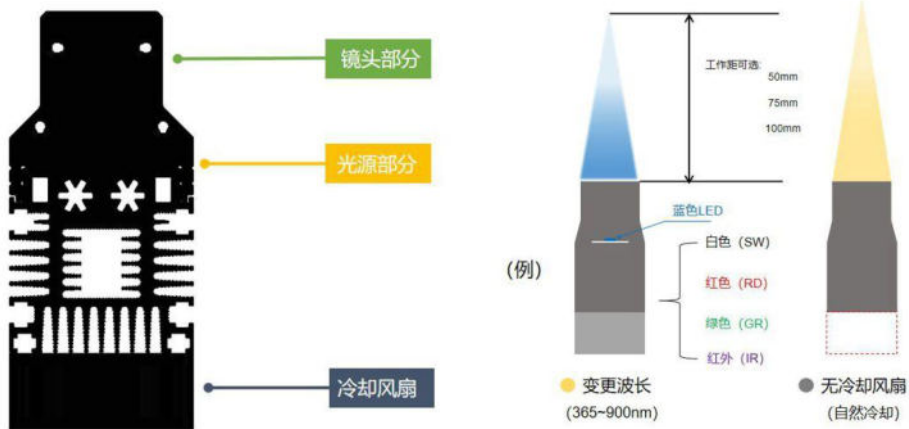 镜头部分
光源部分
冷却风扇
工作距可选:
50mm
75mm
100mm
蓝色LED
(例)
白色（SW）
红色（RD）
绿色（GR）
红外（IR）
变更波长
(365~900nm)
无冷却风扇
(自然冷却)